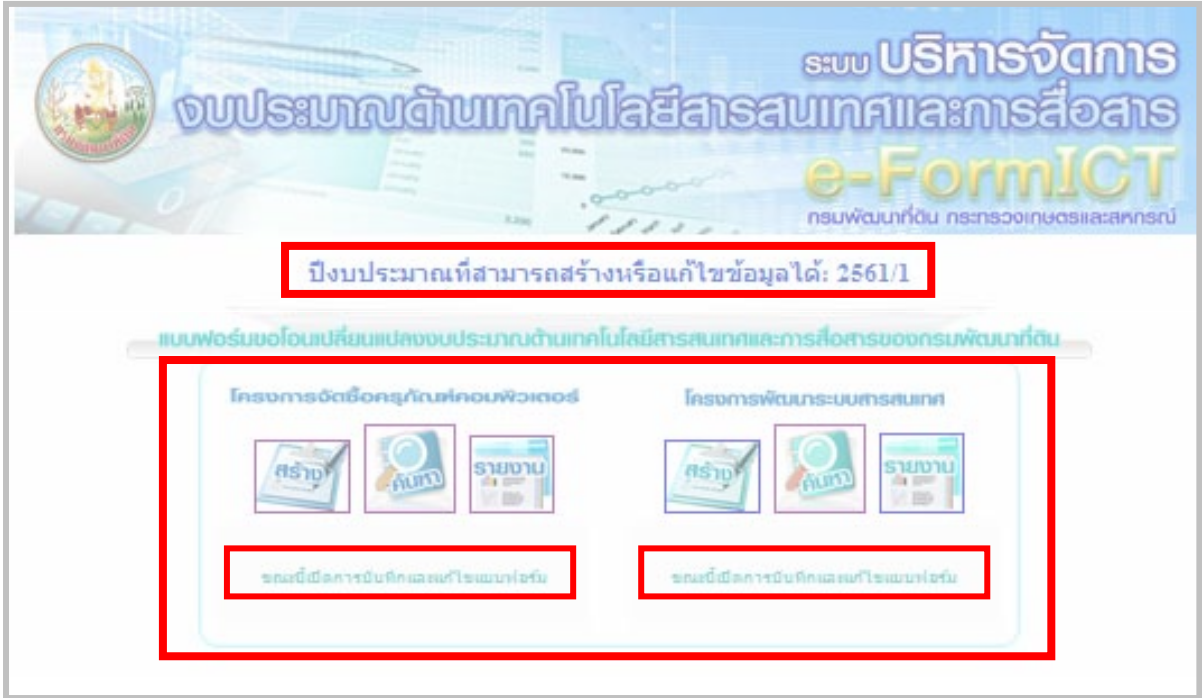 ระบบ บริหารจัดการ
งบประมาณด้านเทคโนโลยีสารสนเทศและการสื่อสาร
e-FormICT
กรมพัฒนาที่ดิน กระทรวงเกษตรและสหกรณ์
ปีงบประมาณที่สามารถสร้างหรือแก้ไขข้อมูลได้: 2561/1
แบบฟอร์มขอโอนเปลี่ยนแปลงงบประมาณด้านเทคโนโลยีสารสนเทศและการสื่อสารของกรมพัฒนาที่ดิน
โครงการจัดซื้อครุภัณฑ์คอมพิวเตอร์ โครงการพัฒนาระบบสารสนเทศ
สร้าง ค้นหา รายงาน สร้าง ค้นหา รายงาน
ขณะนี้เปิดการบันทึกและแก้ไขแบบฟอร์ม ขณะนี้เปิดการบันทึกและแก้ไขแบบฟอร์ม